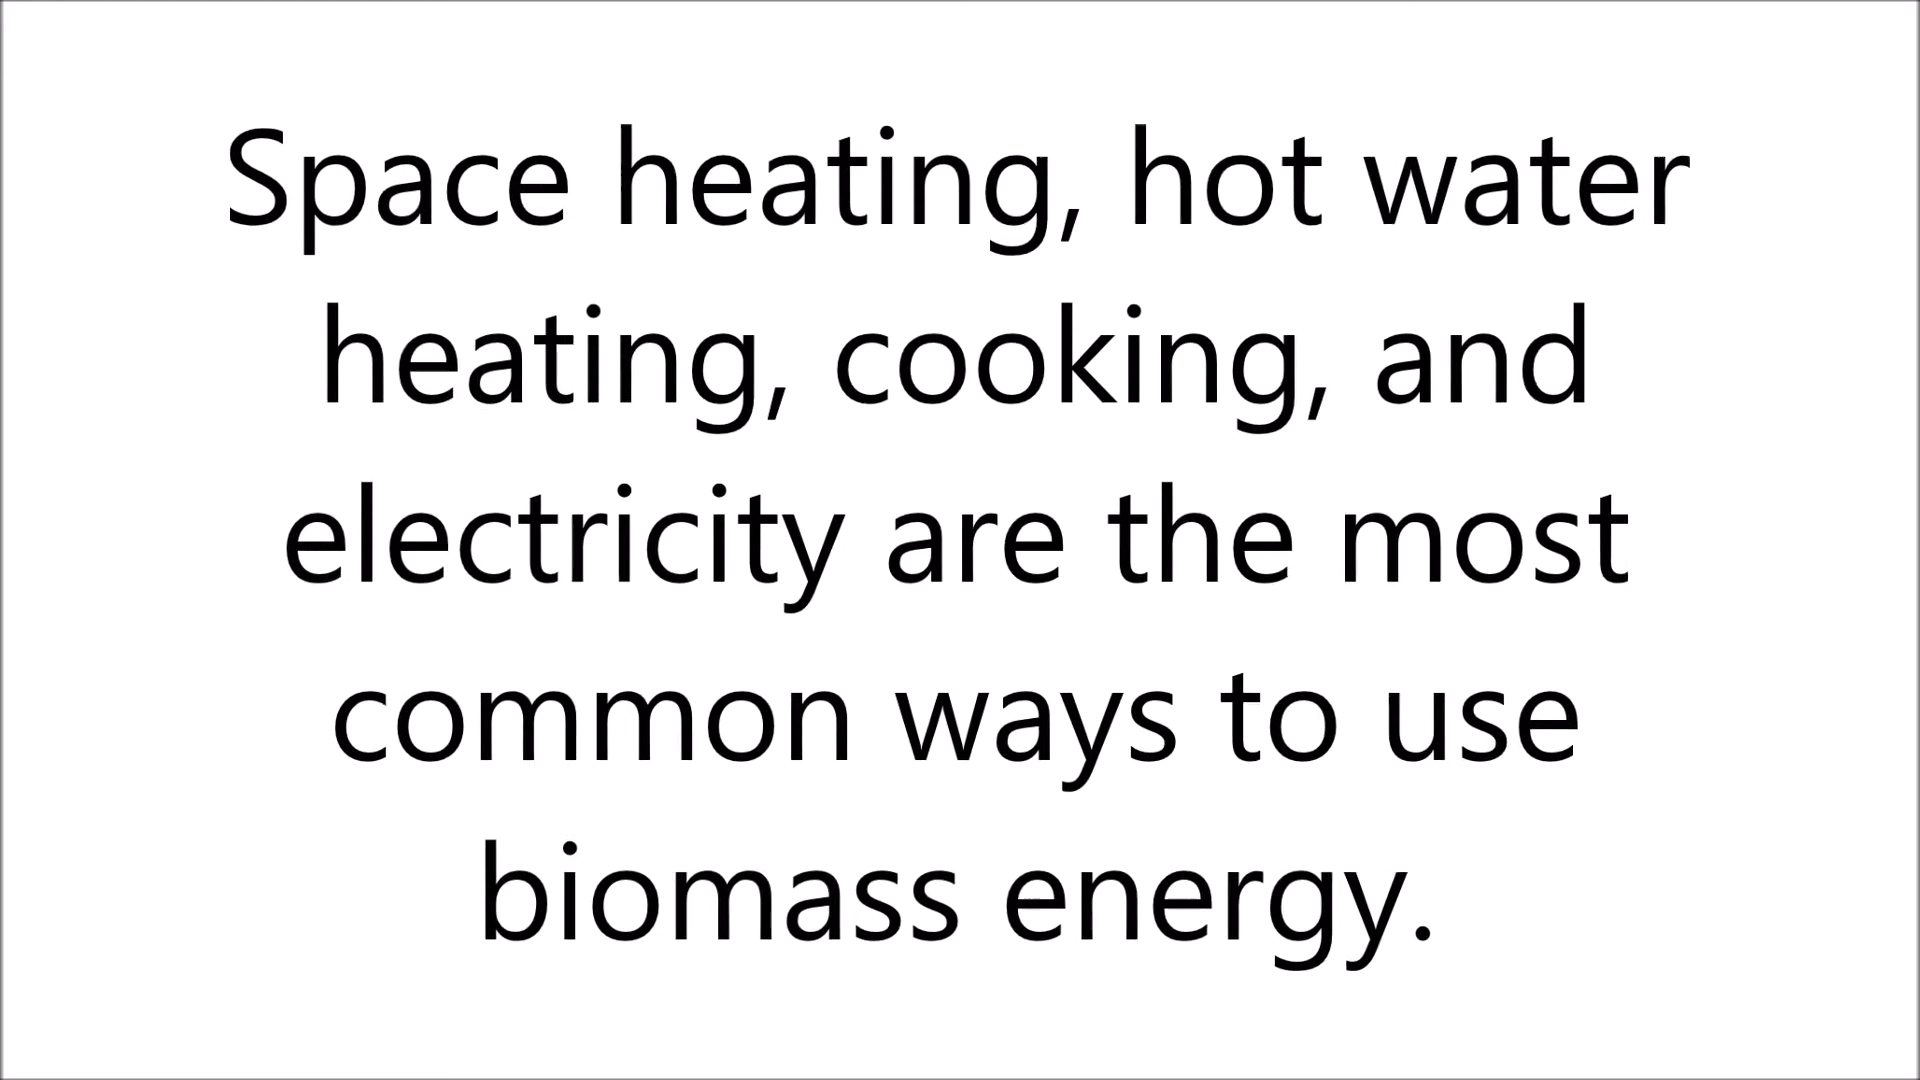 Space heating, hot water
heating, cooking, and
electricity are the most
common ways to use
biomass energy.